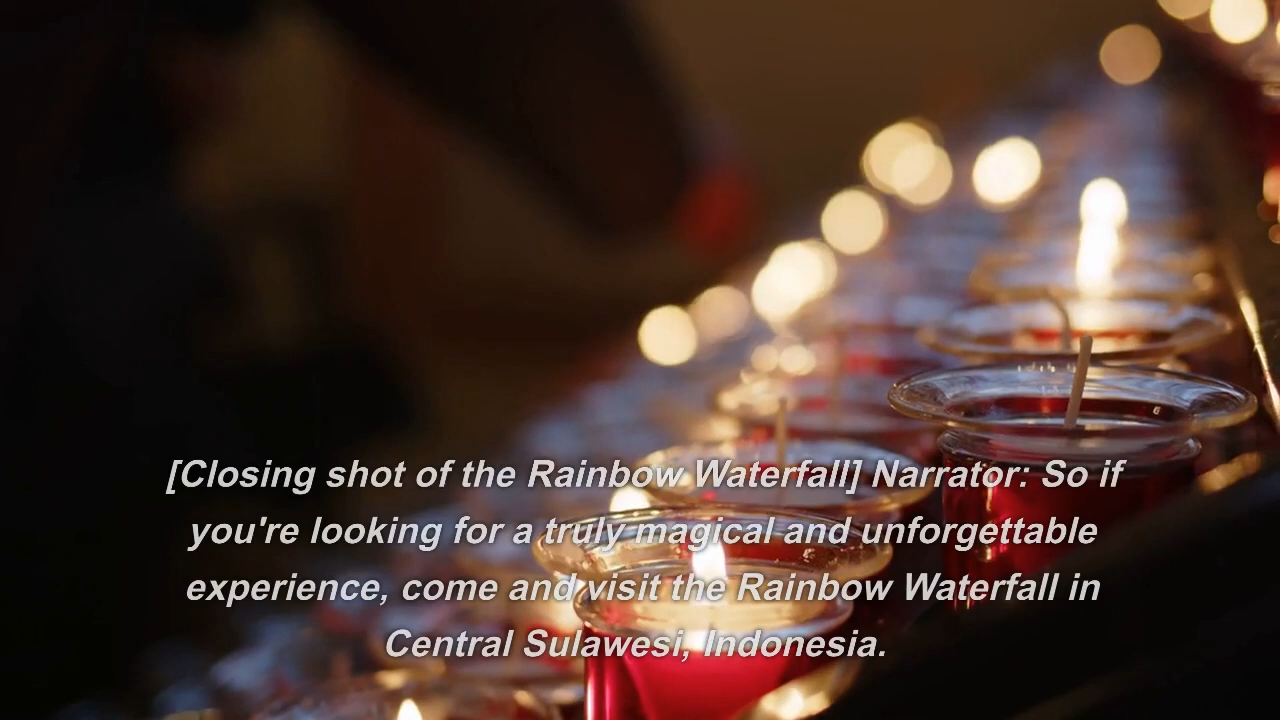 [Closing shot of the Rainbow Waterfall] Narrator: So if
you're looking for a truly magical and unforgettable
experience, come and visit the Rainbow Waterfall in
Central Sulawesi, Indonesia.